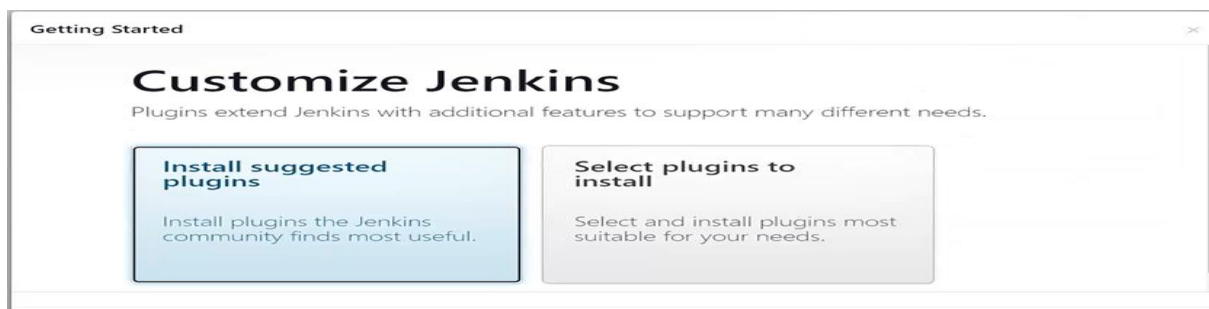 Getting Started
Customize Jenkins
Plugins extend Jenkins with additional features to support many different needs.
Install suggested
plugins
Install plugins the Jenkins
community finds most useful.
Select plugins to
install
Select and install plugins most
suitable for your needs.